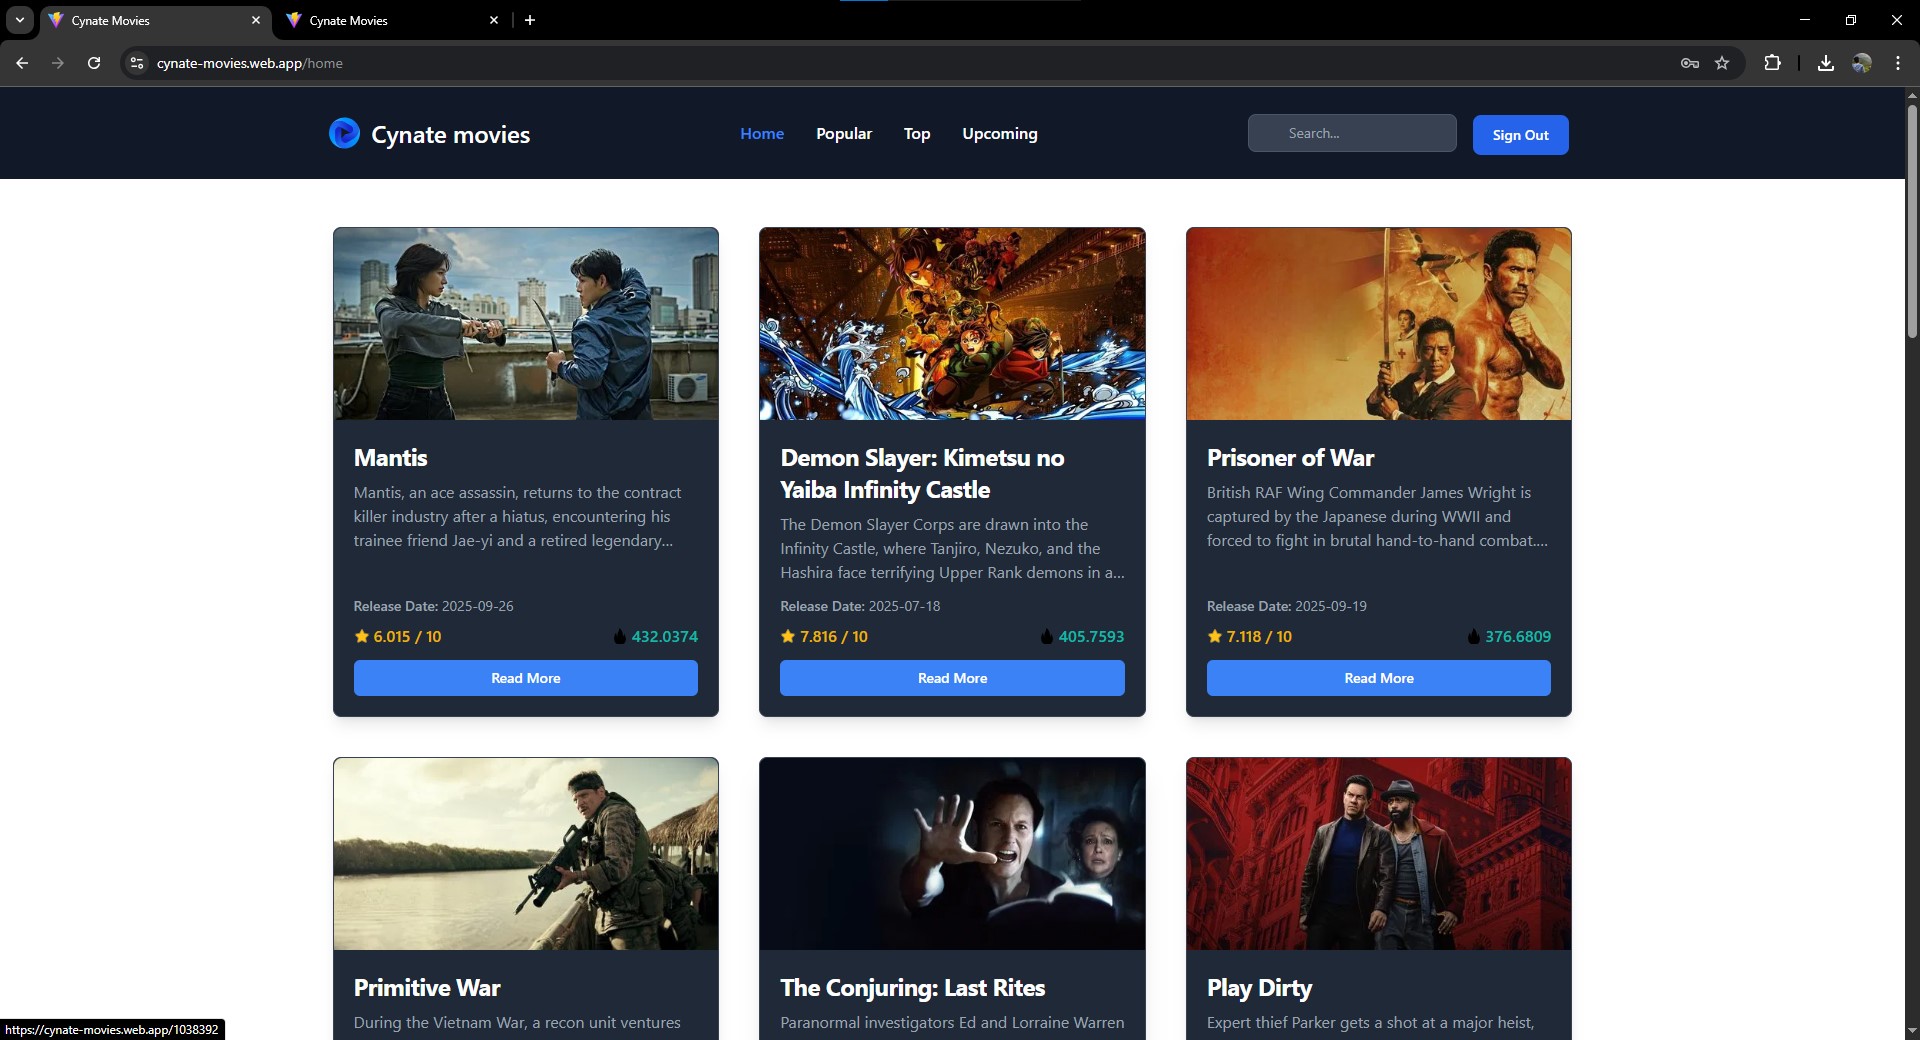 Cynate Movies
Cynate Movies
cynate-movies.web.app/home
Cynate movies
Home
Popular
Top
Upcoming
Search...
Sign Out
Mantis
Mantis, an ace assassin, returns to the contract
killer industry after a hiatus, encountering his
trainee friend Jae-yi and a retired legendary...
Release Date: 2025-09-26
6.015 / 10
432.0374
Read More
Demon Slayer: Kimetsu no
Yaiba Infinity Castle
The Demon Slayer Corps are drawn into the
Infinity Castle, where Tanjiro, Nezuko, and the
Hashira face terrifying Upper Rank demons in a...
Release Date: 2025-07-18
7.816 / 10
405.7593
Read More
Prisoner of War
British RAF Wing Commander James Wright is
captured by the Japanese during WWII and
forced to fight in brutal hand-to-hand combat....
Release Date: 2025-09-19
7.118 / 10
376.6809
Read More
Primitive War
During the Vietnam War, a recon unit ventures
The Conjuring: Last Rites
Paranormal investigators Ed and Lorraine Warren
Play Dirty
Expert thief Parker gets a shot at a major heist,
https://cynate-movies.web.app/1038392